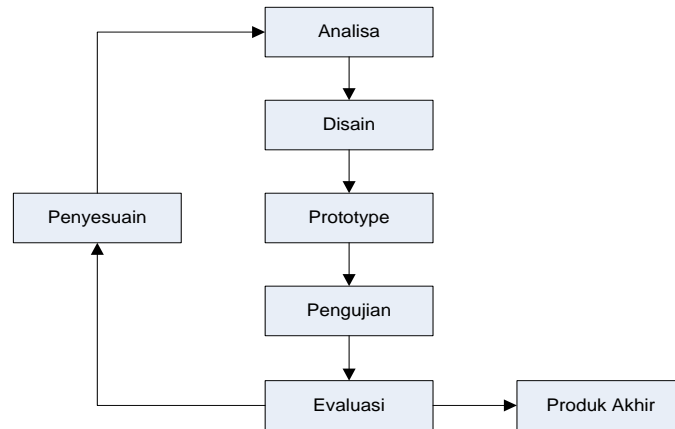 Analisa
Disain
Penyesuain
Prototype
Pengujian
Evaluasi
Produk Akhir